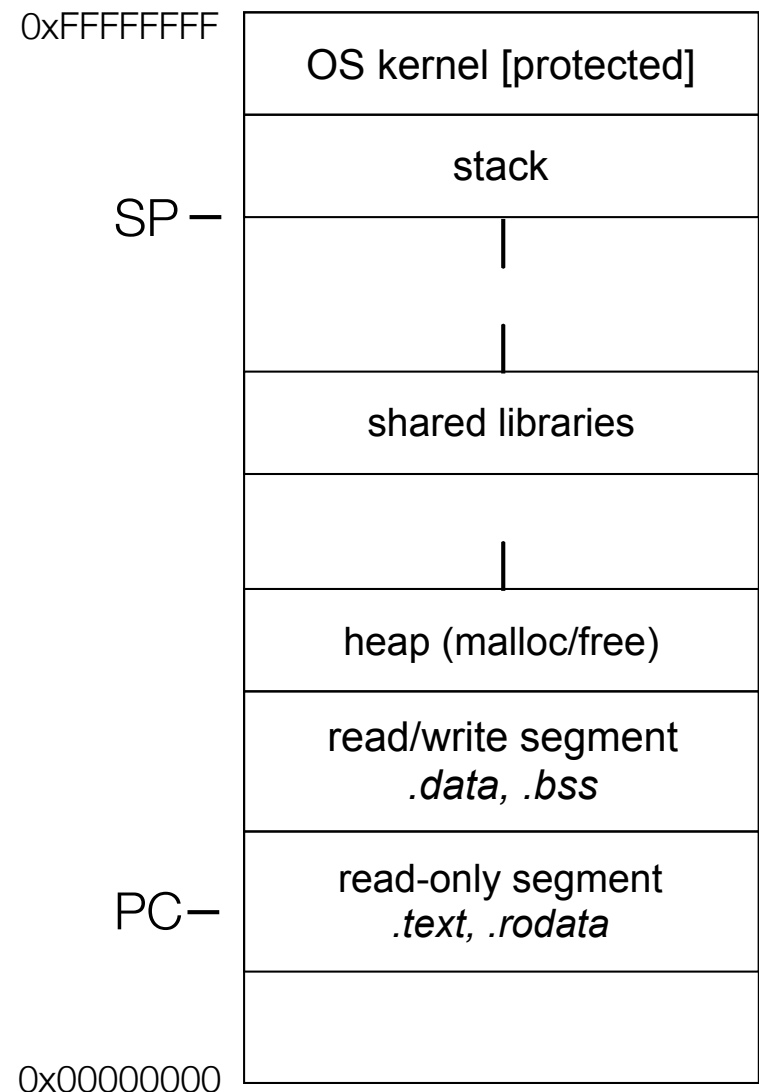 0xFFFFFFFF
OS kernel [protected]
stack
SP
shared libraries
heap (malloc/free)
read/write segment
.data, .bss
read-only segment
.text, .rodata
PC
0x00000000